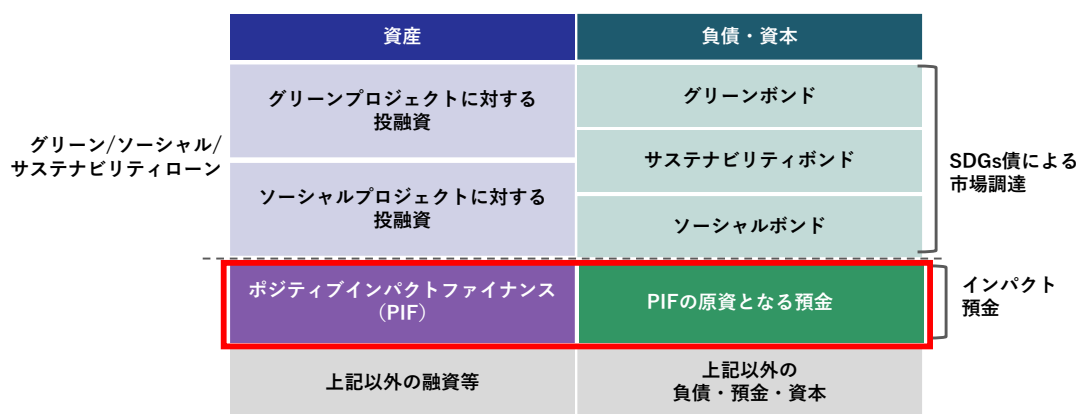 資産
負債・資本
グリーン/ソーシャル/
サステナビリティローン
グリーンプロジェクトに対する
投融資
ソーシャルプロジェクトに対する
投融資
グリーンボンド
サステナビリティボンド
ソーシャルボンド
SDGs債による
市場調達
ポジティブインパクトファイナンス
（PIF）
PIFの原資となる預金
インパクト
預金
上記以外の融資等
上記以外の
負債・預金・資本